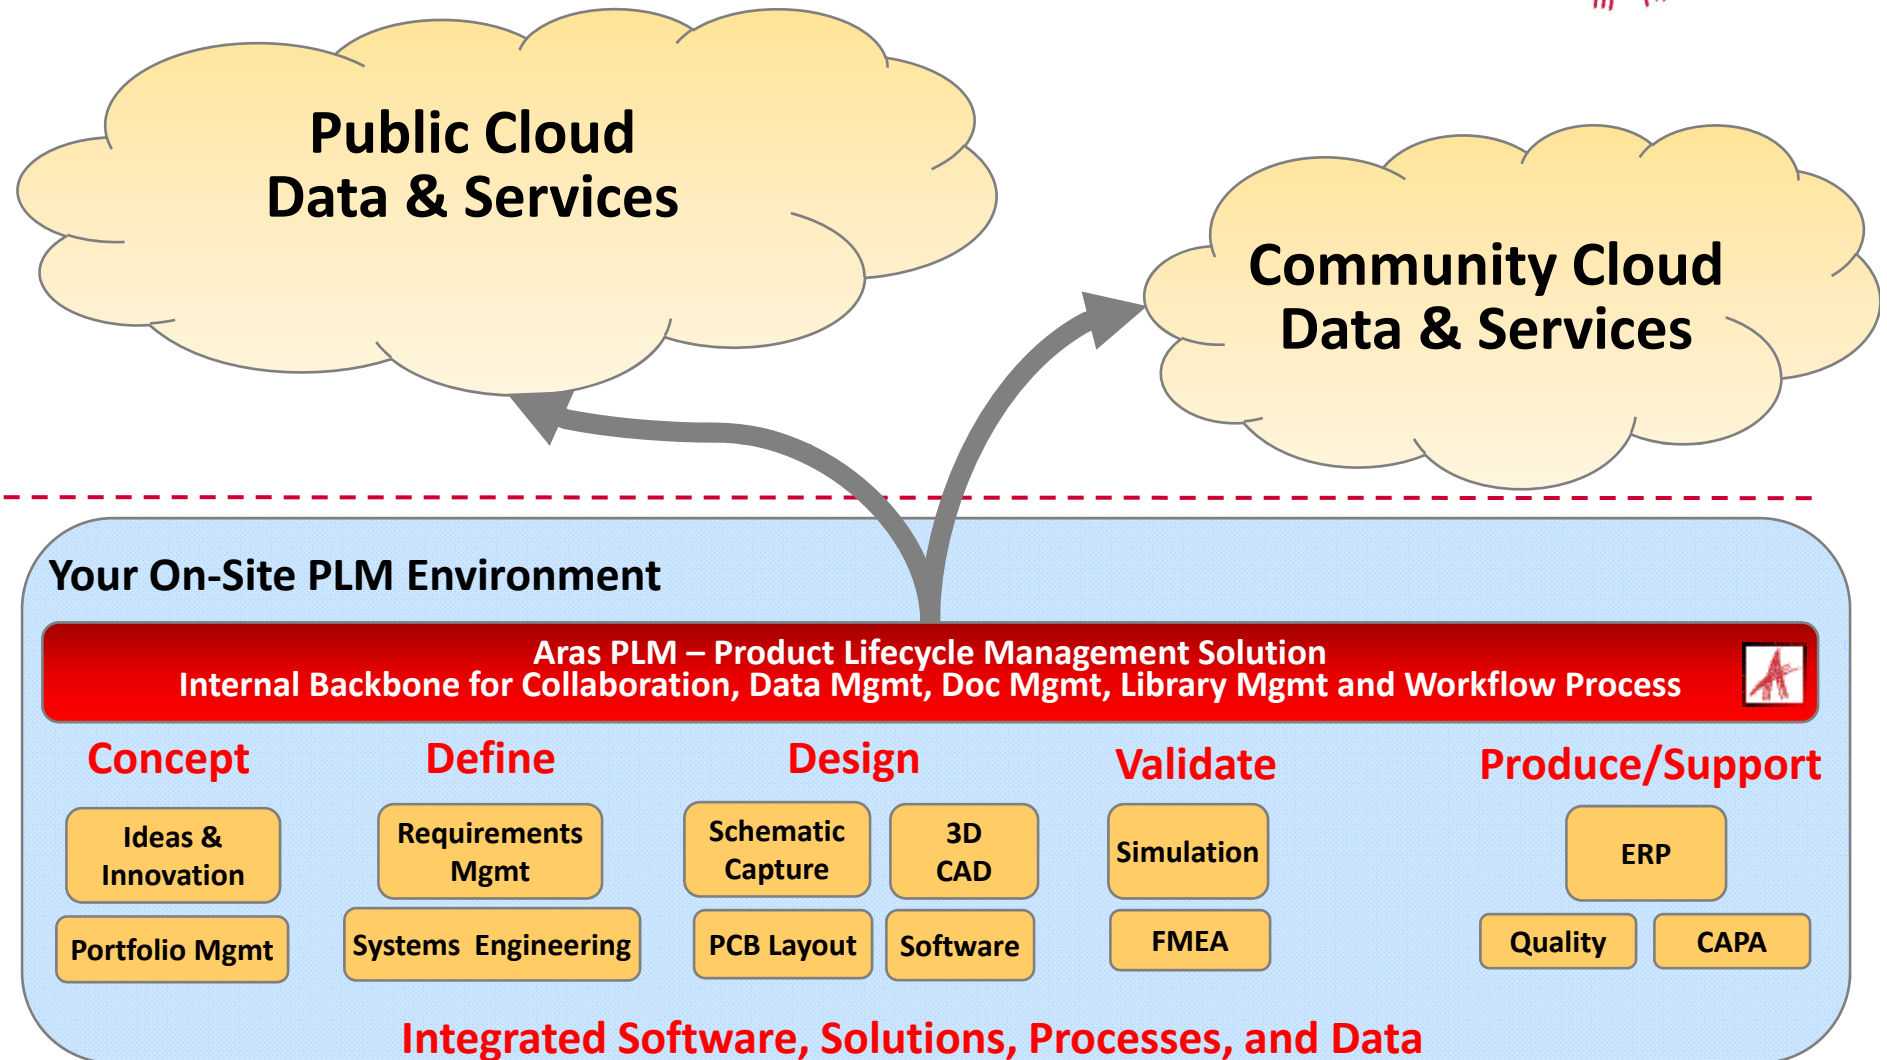 Public Cloud
Data & Services
Community Cloud
Data & Services
Your On-Site PLM Environment
Aras PLM – Product Lifecycle Management Solution
Internal Backbone for Collaboration, Data Mgmt, Doc Mgmt, Library Mgmt and Workflow Process
Concept
Define
Design
Validate
Produce/Support
Ideas &
Innovation
Portfolio Mgmt
Requirements
Mgmt
Systems Engineering
Schematic
Capture
3D
CAD
PCB Layout
Software
Simulation
FMEA
ERP
Quality
CAPA
Integrated Software, Solutions, Processes, and Data